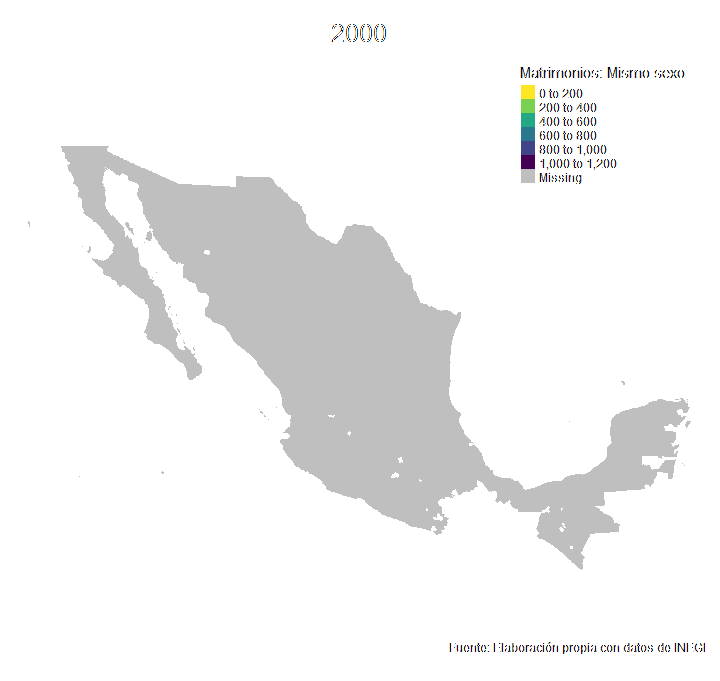 2000
Matrimonios: Mismo sexo
0 to 200
200 to 400
400 to 600
600 to 800
800 to 1,000
1,000 to 1,200
Missing
Fuente: Elaboración propia con datos de INEGI